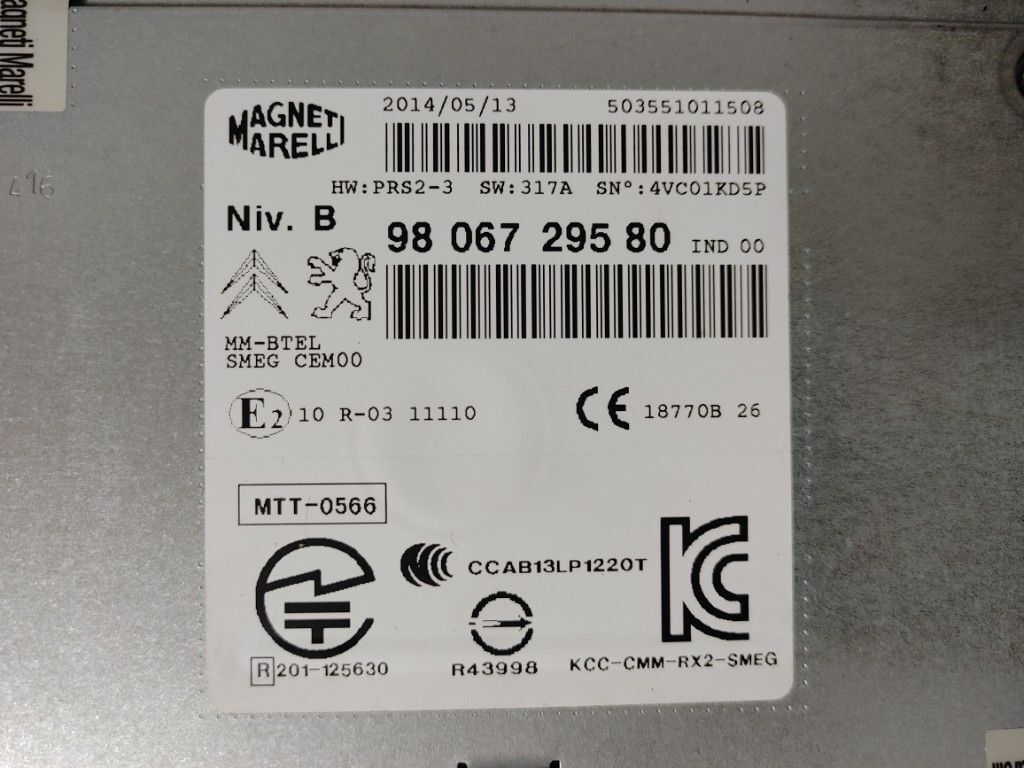 Magneti Marelli
496
MAGNETI
MARELLI
2014/05/13 503551011508
HW:PRS2-3 SW:317A SN°:4VC01KD5P
Niv. B
98 067 295 80 IND 00
MM-BTEL
SMEG CEM00
E2 10 R-03 11110
CE 18770B 26
MTT-0566
CCAB13LP1220T
R 201-125630
R43998
KCC-CMM-RX2-SMEG